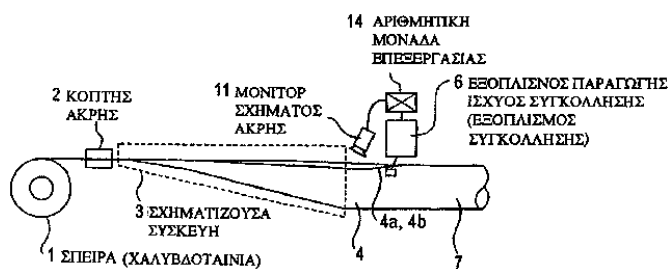 14 ΑΡΙΘΜΗΤΙΚΗ
ΜΟΝΑΔΑ
ΕΠΕΞΕΡΓΑΣΙΑΣ
2 ΚΟΠΤΗΣ
ΑΚΡΗΣ
11 ΜΟΝΙΤΟΡ
ΣΧΗΜΑΤΟΣ
ΑΚΡΗΣ
6 ΕΞΟΠΛΙΣΝΟΣ ΠΑΡΑΓΩΓΗΣ
ΙΣΧΥΟΣ ΣΥΓΚΟΛΛΗΣΗΣ
(ΕΞΟΠΛΙΣΜΟΣ
ΣΥΓΚΟΛΛΗΣΗΣ)
3 ΣΧΗΜΑΤΙΖΟΥΣΑ
ΣΥΣΚΕΥΗ
4a, 4b
1 ΣΠΕΙΡΑ (ΧΑΛΥΒΔΟΤΑΙΝΙΑ)
4
7